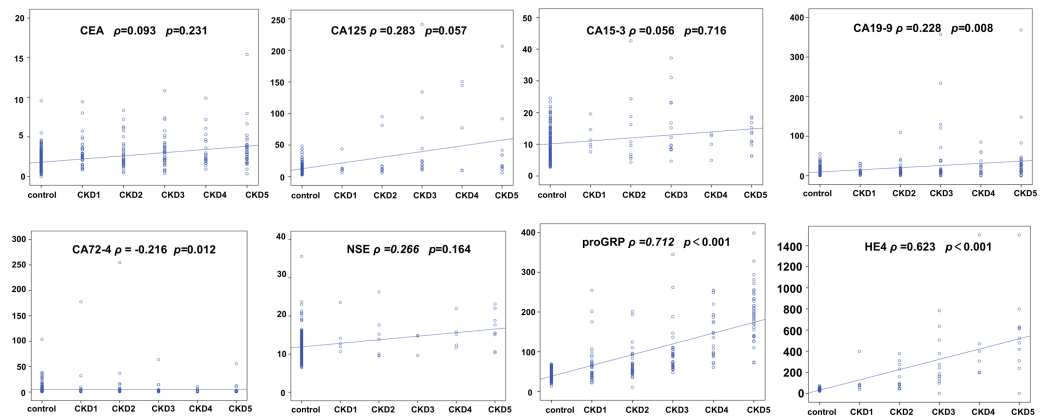 CEA ρ=0.093 p=0.231
20
15
10
5
0
control CKD1 CKD2 CKD3 CKD4 CKD5
CA125 ρ=0.283 p=0.057
250
200
150
100
50
0
control CKD1 CKD2 CKD3 CKD4 CKD5
CA15-3 ρ=0.056 p=0.716
50
40
30
20
10
0
control CKD1 CKD2 CKD3 CKD4 CKD5
CA19-9 ρ=0.228 p=0.008
400
300
200
100
0
control CKD1 CKD2 CKD3 CKD4 CKD5
CA72-4 ρ = -0.216 p=0.012
300
250
200
150
100
50
0
control CKD1 CKD2 CKD3 CKD4 CKD5
NSE ρ=0.266 p=0.164
40
30
20
10
0
control CKD1 CKD2 CKD3 CKD4 CKD5
proGRP ρ=0.712 p<0.001
400
300
200
100
0
control CKD1 CKD2 CKD3 CKD4 CKD5
HE4 ρ=0.623 p<0.001
1400
1200
1000
800
600
400
200
0
control CKD1 CKD2 CKD3 CKD4 CKD5